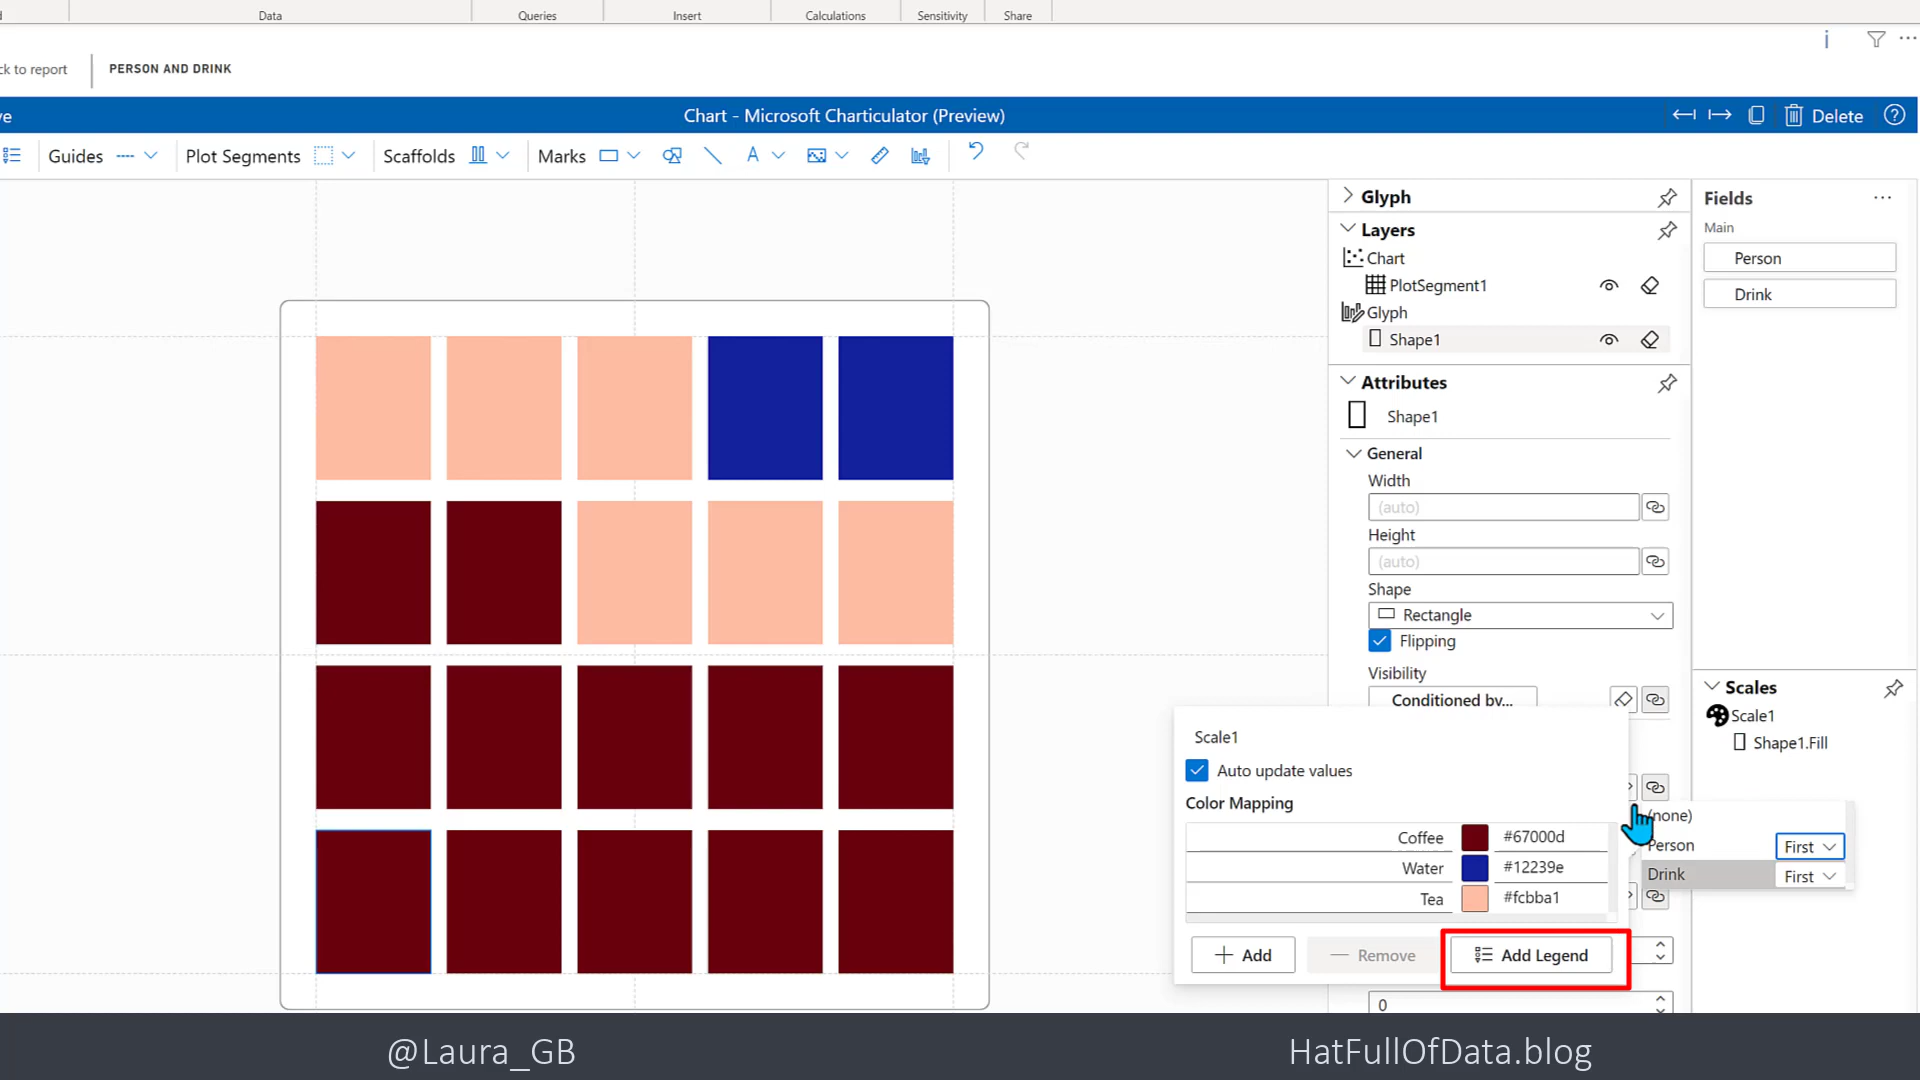 Data Queries Insert Calculations Sensitivity Share
i
ck to report PERSON AND DRINK
ve Chart - Microsoft Charticulator (Preview) Delete ?
Guides Plot Segments Scaffolds Marks A
Glyph
Layers
Chart
PlotSegment1
Glyph
Shape1
Attributes
Shape1
General
Width
(auto)
Height
(auto)
Shape
Rectangle
Flipping
Visibility
Conditioned by...
Fields
Main
Person
Drink
Scales
Scale1
Shape1.Fill
Scale1
Auto update values
Color Mapping
Coffee #67000d
Water #12239e
Tea #fcbba1
+ Add — Remove Add Legend
(none)
Person First
Drink First
0
@Laura_GB HatFullOfData.blog